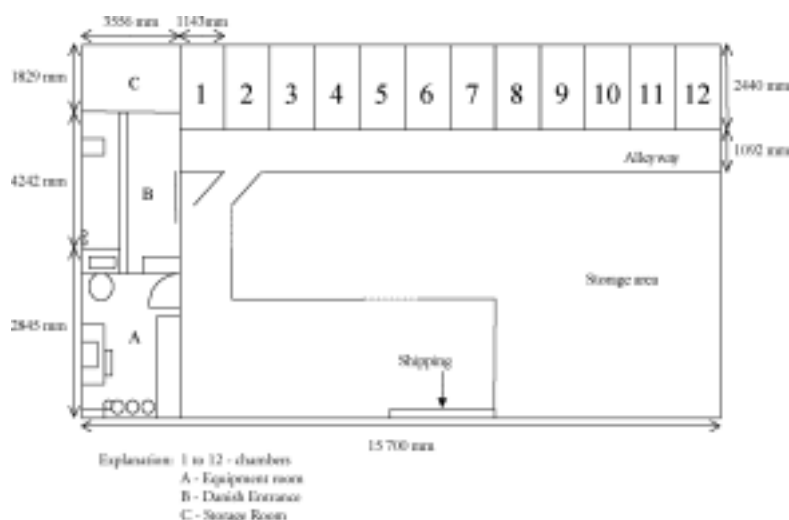 3556 mm 1143mm
1829 mm
C
1 2 3 4 5 6 7 8 9 10 11 12
2440 mm
Alleyway
1092 mm
4242 mm
B
Storage area
2845 mm
A
Shipping
15 700 mm
Explanation: 1 to 12 - chambers
A - Equipment room
B - Danish Entrance
C - Storage Room